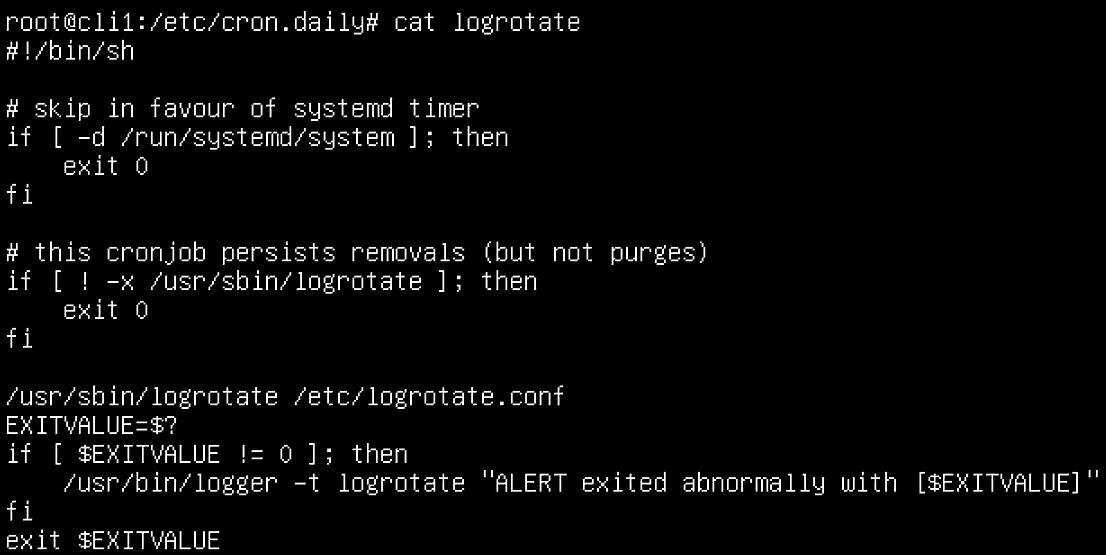 root@cli1:/etc/cron.daily# cat logrotate
#!/bin/sh

# skip in favour of systemd timer
if [ -d /run/systemd/system ]; then
    exit 0
fi

# this cronjob persists removals (but not purges)
if [ ! -x /usr/sbin/logrotate ]; then
    exit 0
fi

/usr/sbin/logrotate /etc/logrotate.conf
EXITVALUE=$?
if [ $EXITVALUE != 0 ]; then
    /usr/bin/logger -t logrotate "ALERT exited abnormally with [$EXITVALUE]"
fi
exit $EXITVALUE